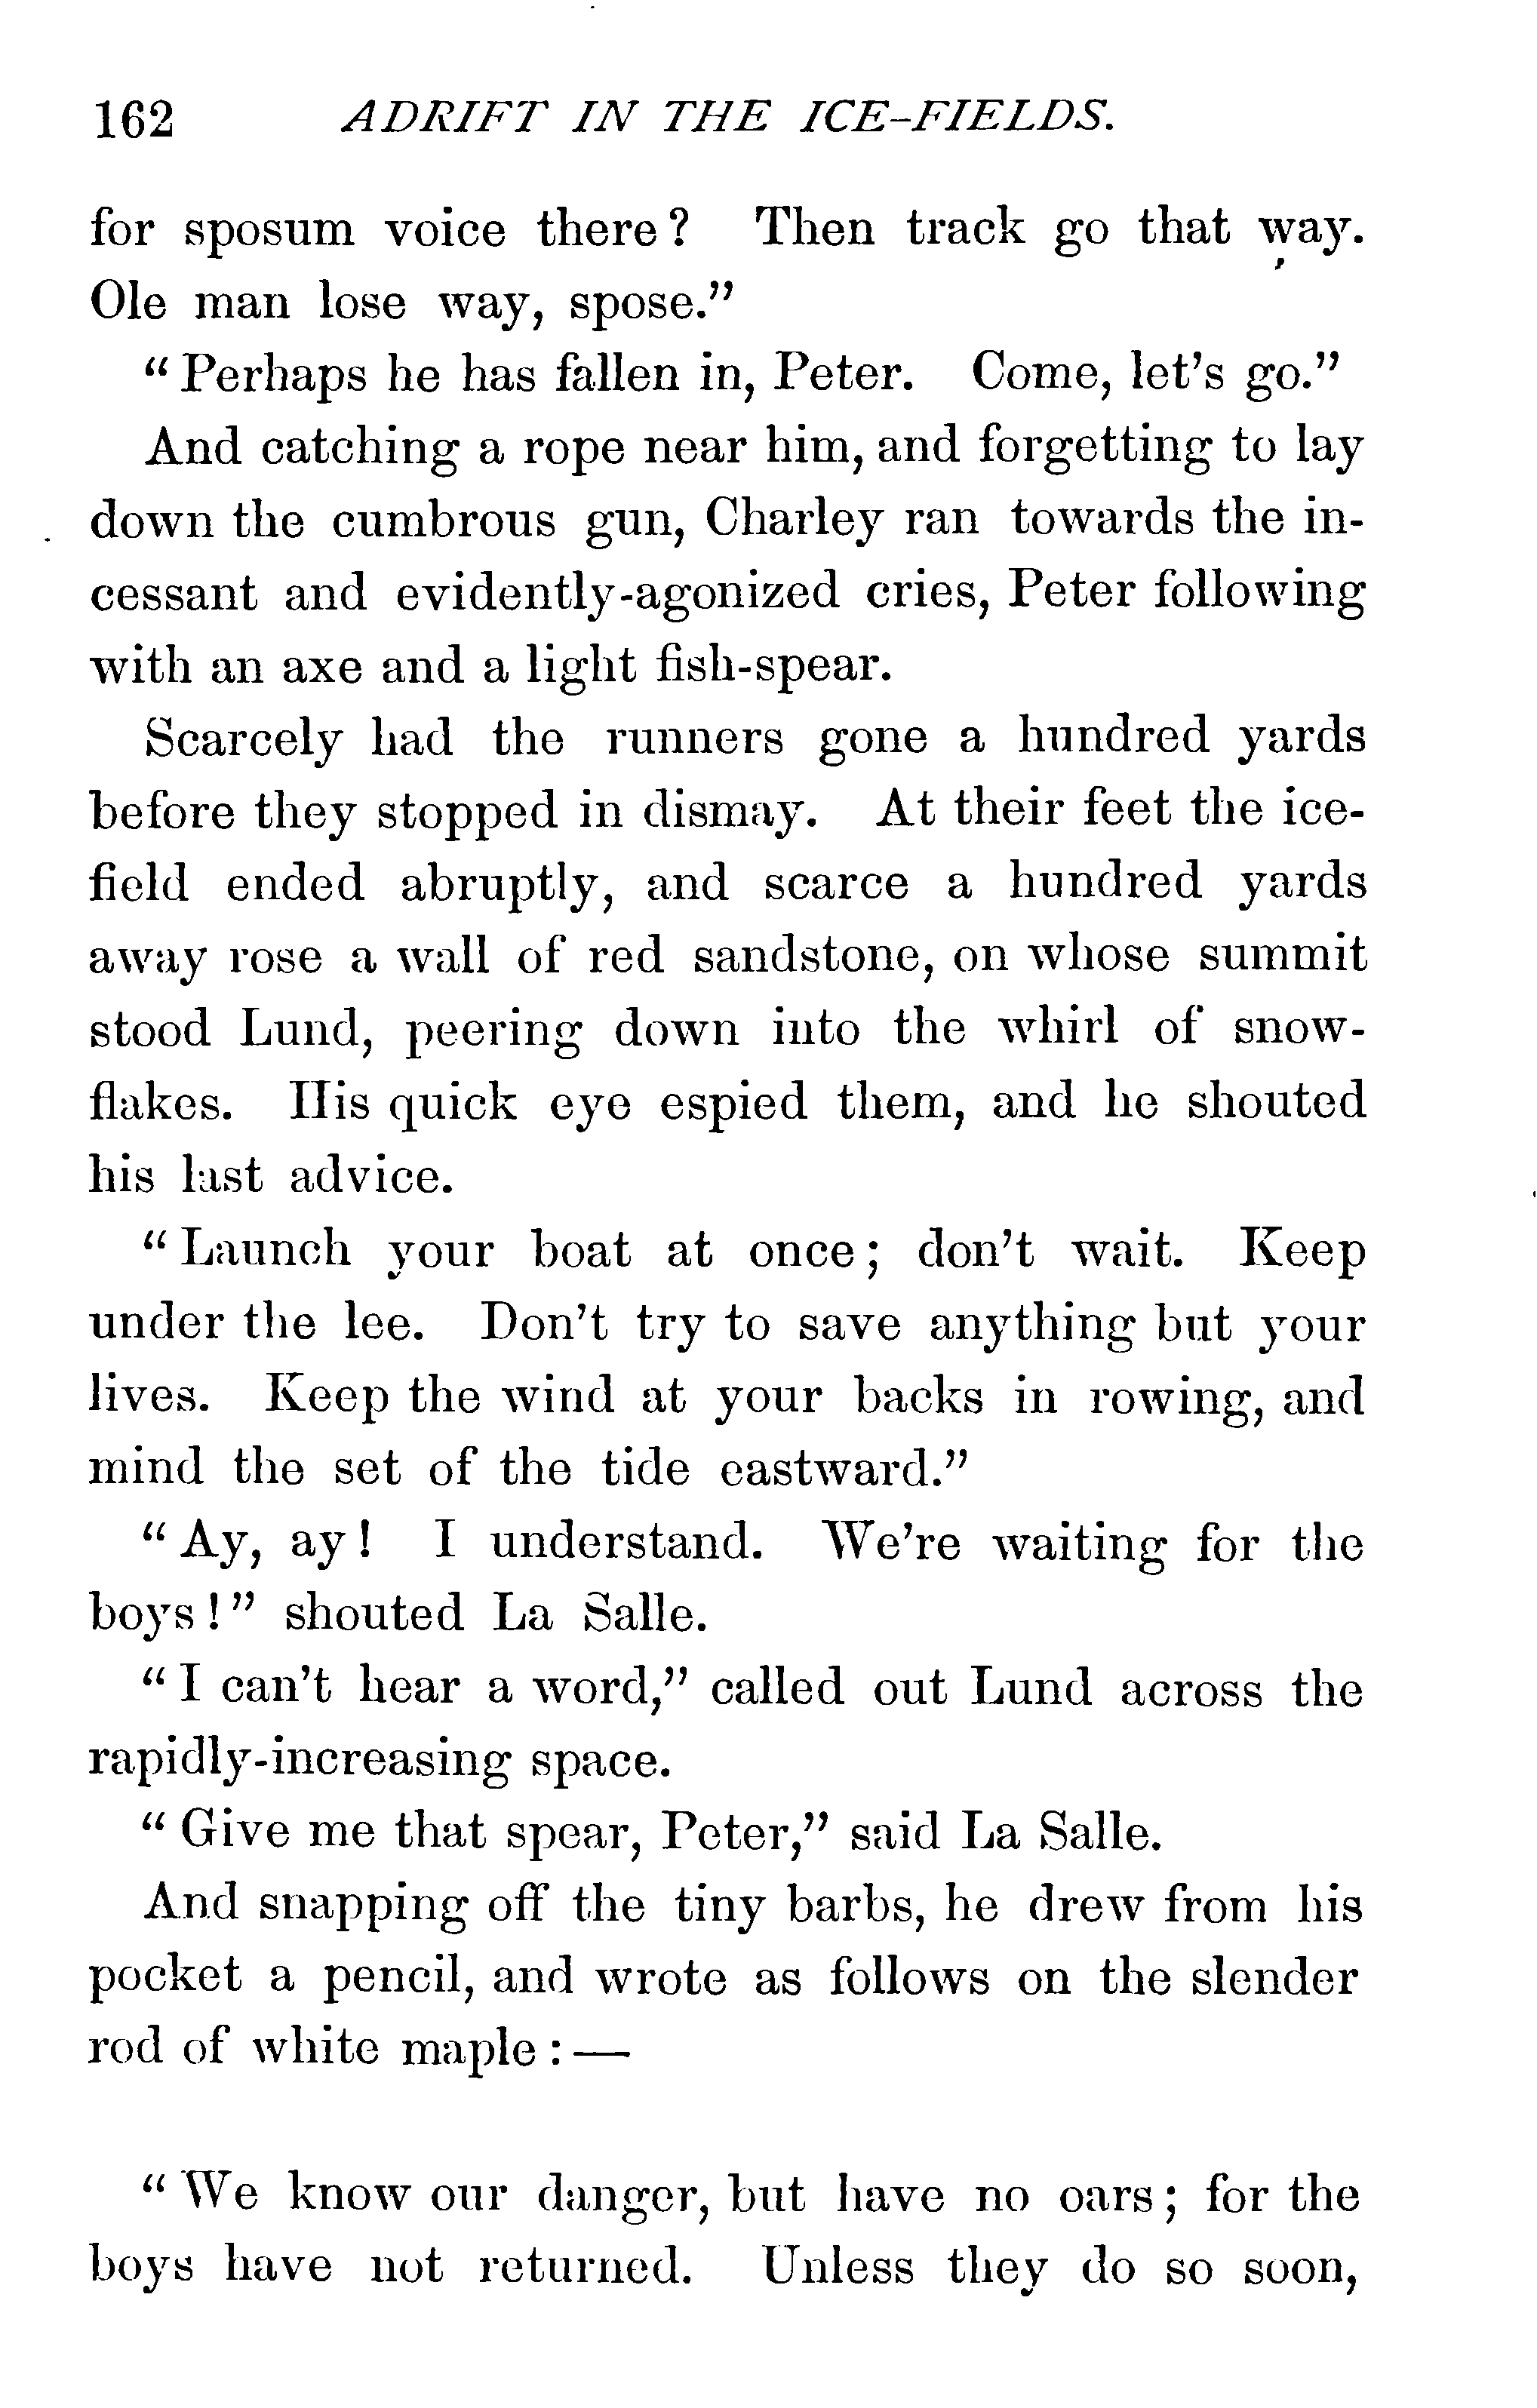 162 ADRIFT IN THE ICE-FIELDS.
for sposum voice there? Then track go that way.
Ole man lose way, spose.”
“Perhaps he has fallen in, Peter. Come, let’s go.”
And catching a rope near him, and forgetting to lay
down the cumbrous gun, Charley ran towards the in-
cessant and evidently-agonized cries, Peter following
with an axe and a light fish-spear.
Scarcely had the runners gone a hundred yards
before they stopped in dismay. At their feet the ice-
field ended abruptly, and scarce a hundred yards
away rose a wall of red sandstone, on whose summit
stood Lund, peering down into the whirl of snow-
flakes. His quick eye espied them, and he shouted
his last advice.
“Launch your boat at once; don’t wait. Keep
under the lee. Don’t try to save anything but your
lives. Keep the wind at your backs in rowing, and
mind the set of the tide eastward.”
“Ay, ay! I understand. We’re waiting for the
boys!” shouted La Salle.
“I can’t hear a word,” called out Lund across the
rapidly-increasing space.
“Give me that spear, Peter,” said La Salle.
And snapping off the tiny barbs, he drew from his
pocket a pencil, and wrote as follows on the slender
rod of white maple:—
“We know our danger, but have no oars; for the
boys have not returned. Unless they do so soon,